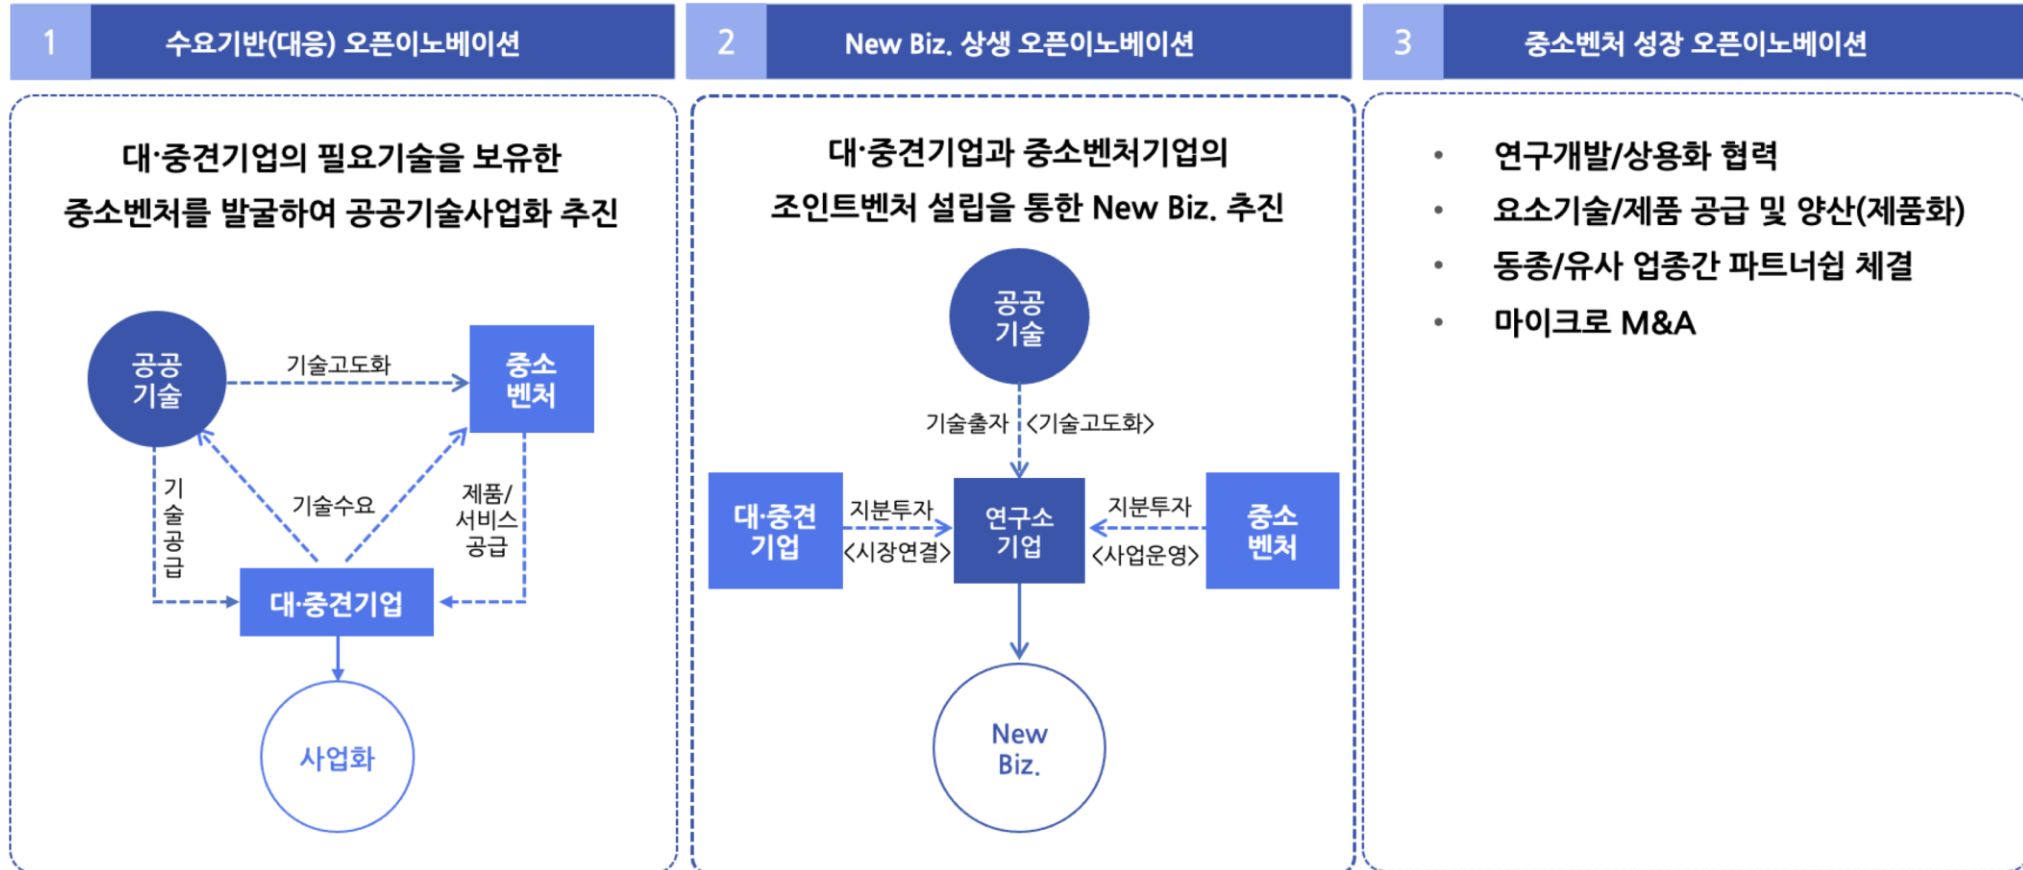 1
수요기반(대응) 오픈이노베이션
대·중견기업의 필요기술을 보유한
중소벤처를 발굴하여 공공기술사업화 추진
공공
기술
기술고도화
중소
벤처
기
술
공
급
기술수요
제품/
서비스
공급
대·중견기업
사업화
2
New Biz. 상생 오픈이노베이션
대·중견기업과 중소벤처기업의
조인트벤처 설립을 통한 New Biz. 추진
공공
기술
기술출자 <기술고도화>
대·중견
기업
지분투자
<시장연결>
연구소
기업
지분투자
<사업운영>
중소
벤처
New
Biz.
3
중소벤처 성장 오픈이노베이션
• 연구개발/상용화 협력
• 요소기술/제품 공급 및 양산(제품화)
• 동종/유사 업종간 파트너쉽 체결
• 마이크로 M&A